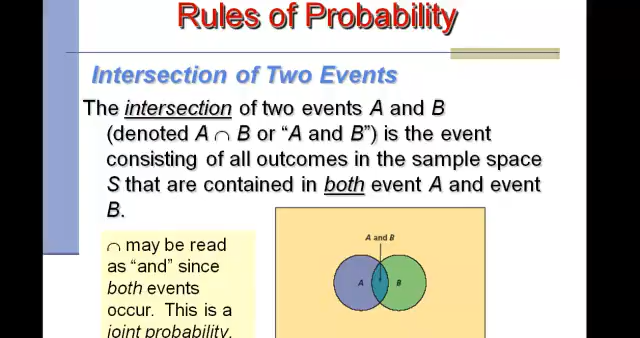 Rules of Probability
Intersection of Two Events
The intersection of two events A and B
(denoted A ∩ B or “A and B”) is the event
consisting of all outcomes in the sample space
S that are contained in both event A and event
B.
∩ may be read
as “and” since
both events
occur. This is a
joint probability.
A and B
A
B